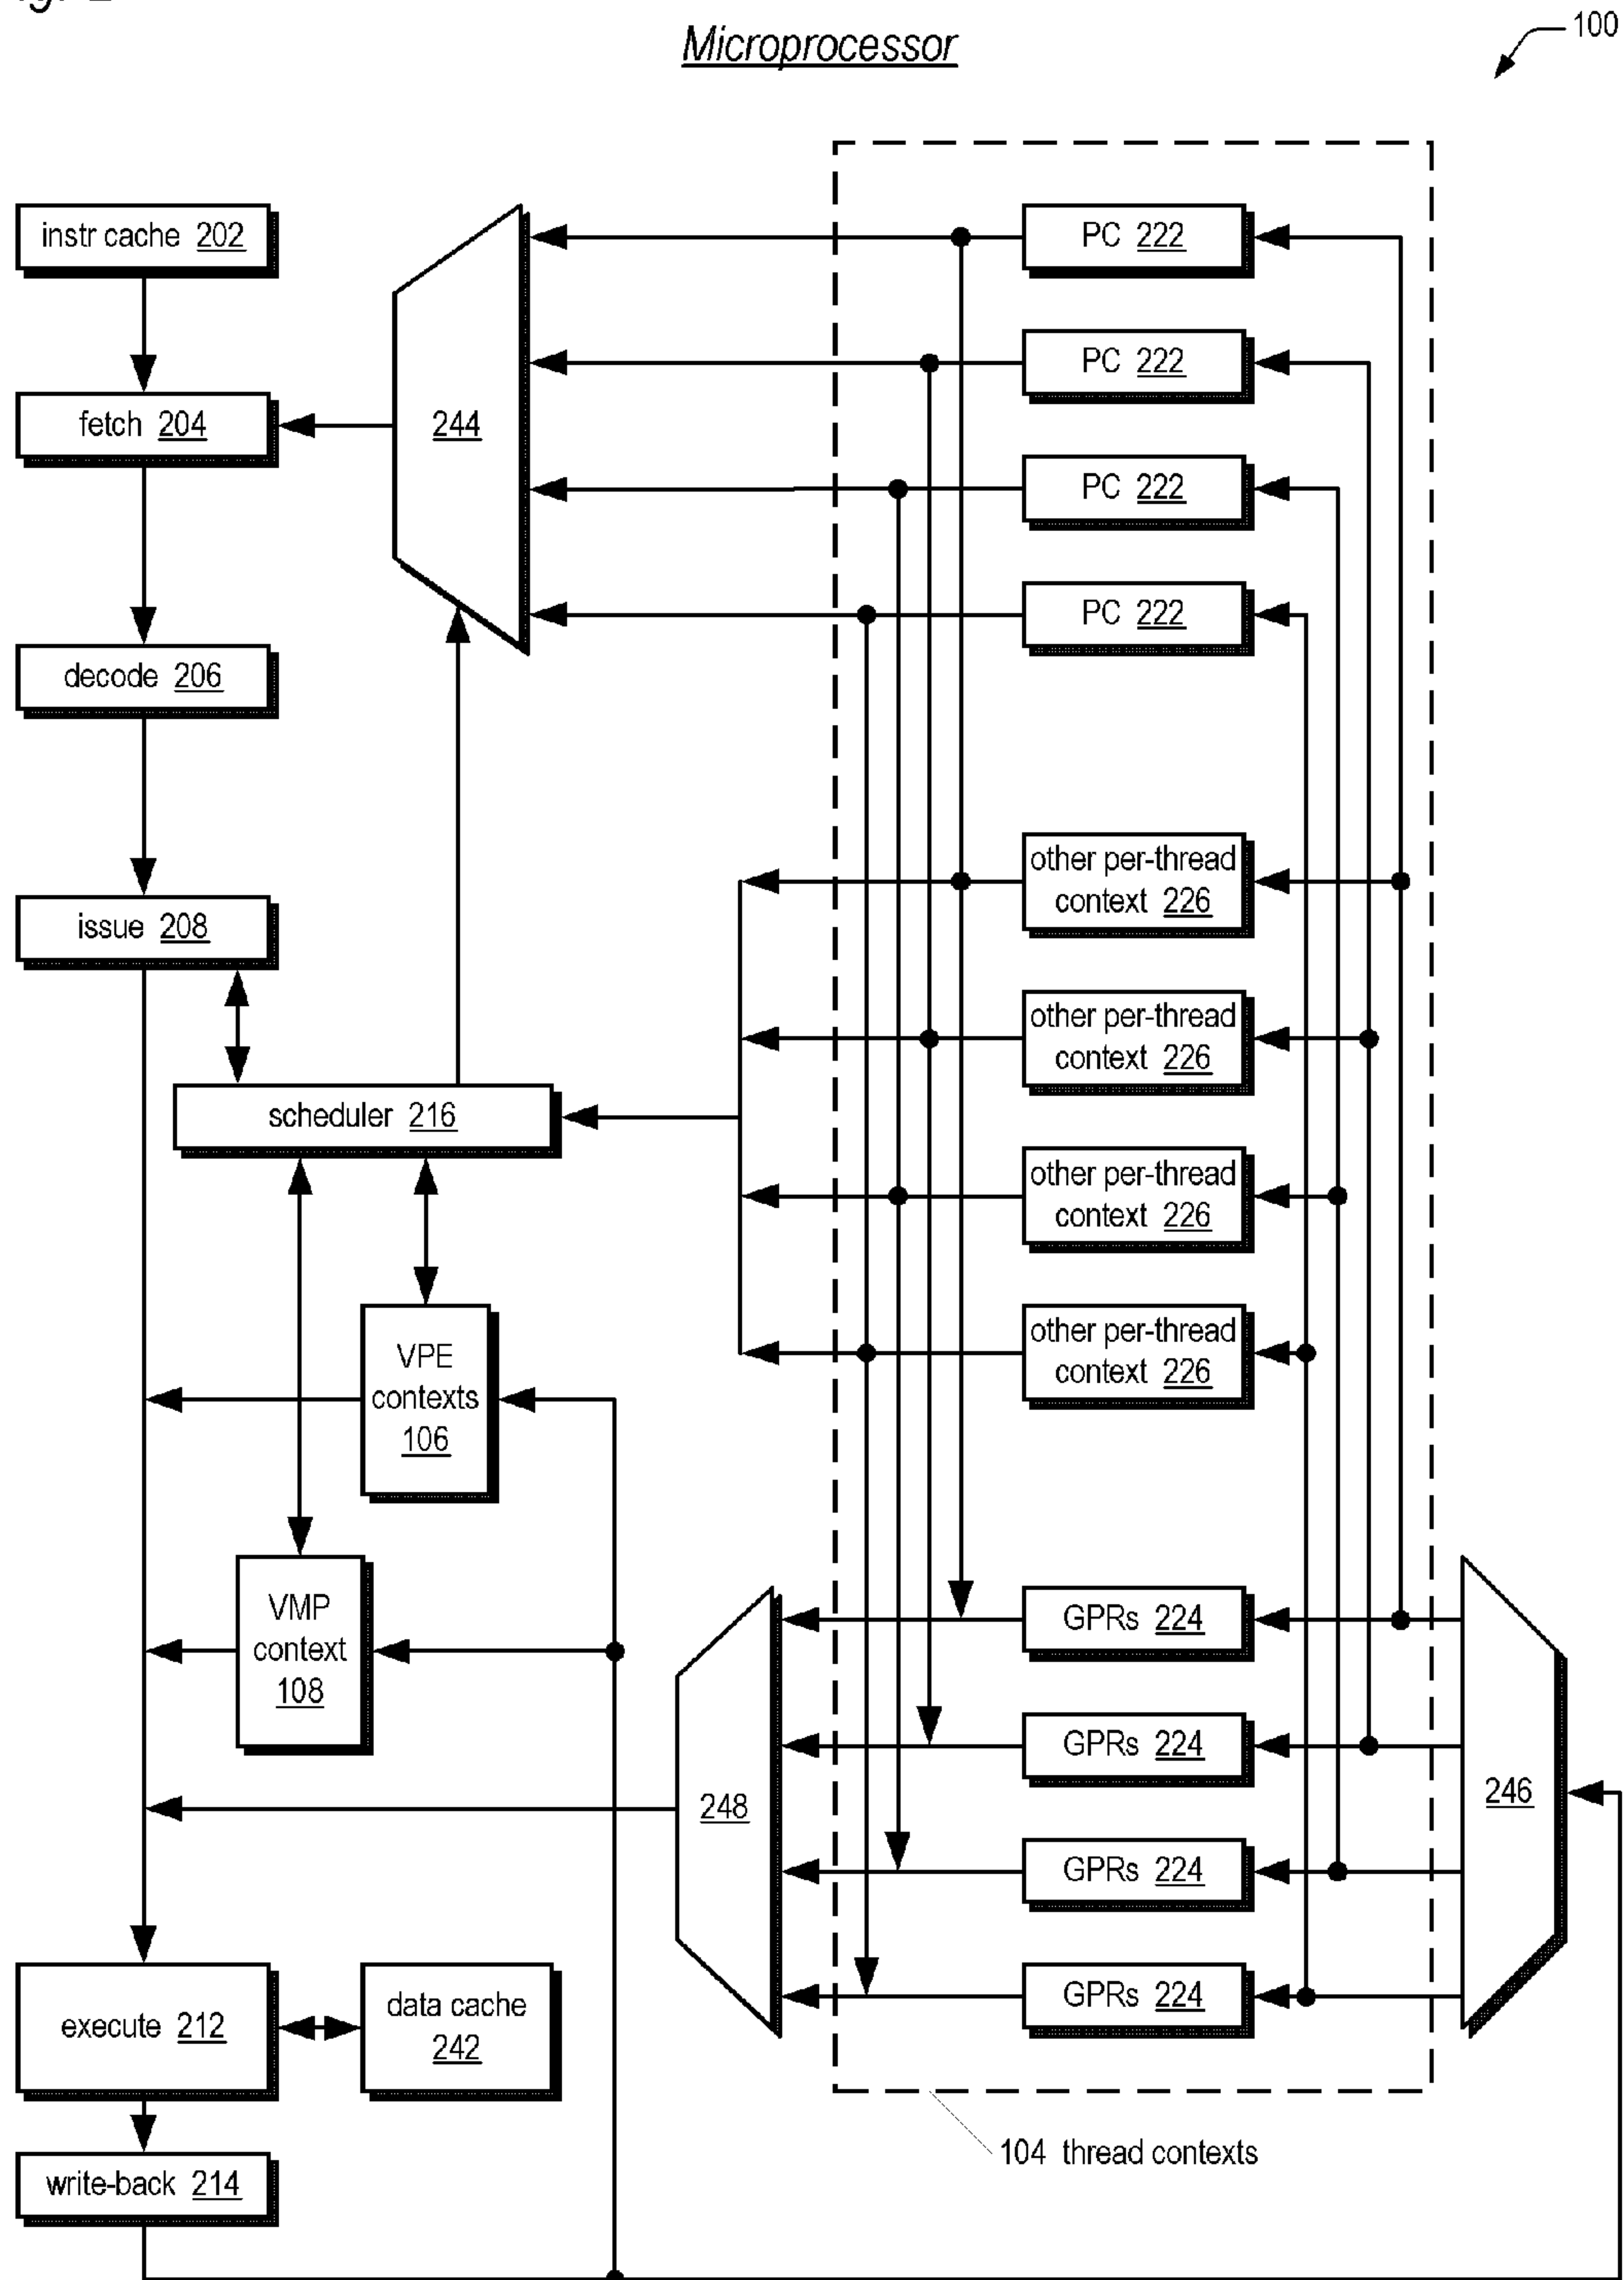 Microprocessor
100
instr cache 202
PC 222
PC 222
fetch 204
244
PC 222
PC 222
decode 206
other per-thread
context 226
issue 208
other per-thread
context 226
scheduler 216
other per-thread
context 226
other per-thread
context 226
VPE
contexts
106
VMP
context
108
GPRs 224
GPRs 224
248
246
GPRs 224
GPRs 224
execute 212
data cache
242
104 thread contexts
write-back 214